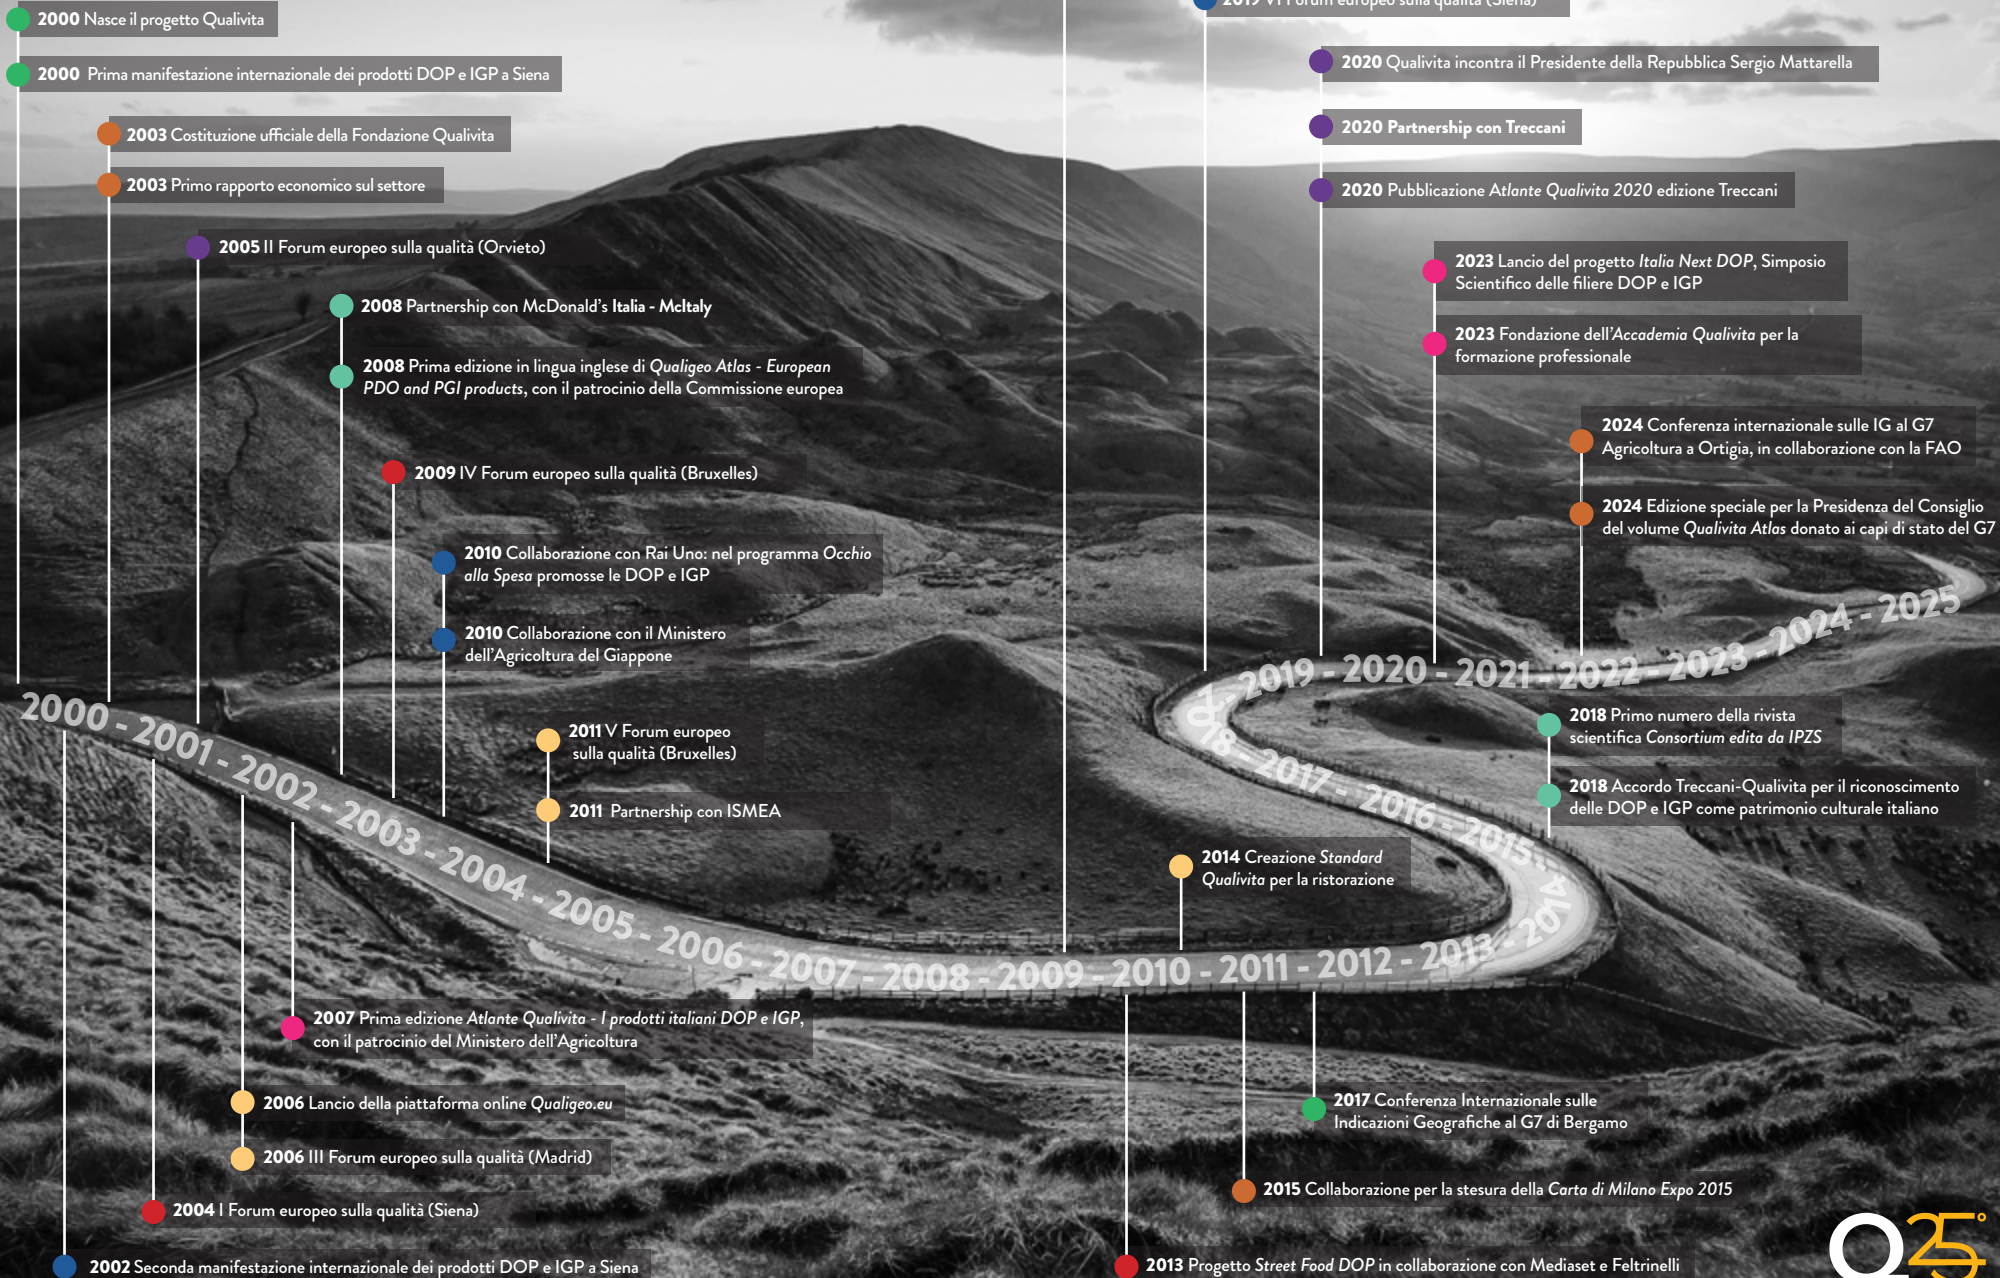 2000 Nasce il progetto Qualivita
2000 Prima manifestazione internazionale dei prodotti DOP e IGP a Siena
2003 Costituzione ufficiale della Fondazione Qualivita
2003 Primo rapporto economico sul settore
2005 II Forum europeo sulla qualità (Orvieto)
2008 Partnership con McDonald's Italia - McItaly
2008 Prima edizione in lingua inglese di Qualigeo Atlas - European
PDO and PGI products, con il patrocinio della Commissione europea
2009 IV Forum europeo sulla qualità (Bruxelles)
2010 Collaborazione con Rai Uno: nel programma Occhio
alla Spesa promosse le DOP e IGP
2010 Collaborazione con il Ministero
dell'Agricoltura del Giappone
2011 V Forum europeo
sulla qualità (Bruxelles)
2011 Partnership con ISMEA
2019 VI Forum europeo sulla qualità (Siena)
2020 Qualivita incontra il Presidente della Repubblica Sergio Mattarella
2020 Partnership con Treccani
2020 Pubblicazione Atlante Qualivita 2020 edizione Treccani
2023 Lancio del progetto Italia Next DOP, Simposio
Scientifico delle filiere DOP e IGP
2023 Fondazione dell'Accademia Qualivita per la
formazione professionale
2024 Conferenza internazionale sulle IG al G7
Agricoltura a Ortigia, in collaborazione con la FAO
2024 Edizione speciale per la Presidenza del Consiglio
del volume Qualivita Atlas donato ai capi di stato del G7
2018 Primo numero della rivista
scientifica Consortium edita da IPZS
2018 Accordo Treccani-Qualivita per il riconoscimento
delle DOP e IGP come patrimonio culturale italiano
2014 Creazione Standard
Qualivita per la ristorazione
2000 - 2001 - 2002 - 2003 - 2004 - 2005 - 2006 - 2007 - 2008 - 2009 - 2010 - 2011 - 2012 - 2013 - 2014 - 2015 - 2016 - 2017 - 2018 - 2019 - 2020 - 2021 - 2022 - 2023 - 2024 - 2025
2007 Prima edizione Atlante Qualivita - I prodotti italiani DOP e IGP,
con il patrocinio del Ministero dell'Agricoltura
2006 Lancio della piattaforma online Qualigeo.eu
2006 III Forum europeo sulla qualità (Madrid)
2004 I Forum europeo sulla qualità (Siena)
2002 Seconda manifestazione internazionale dei prodotti DOP e IGP a Siena
2017 Conferenza Internazionale sulle
Indicazioni Geografiche al G7 di Bergamo
2015 Collaborazione per la stesura della Carta di Milano Expo 2015
2013 Progetto Street Food DOP in collaborazione con Mediaset e Feltrinelli
Q 25°